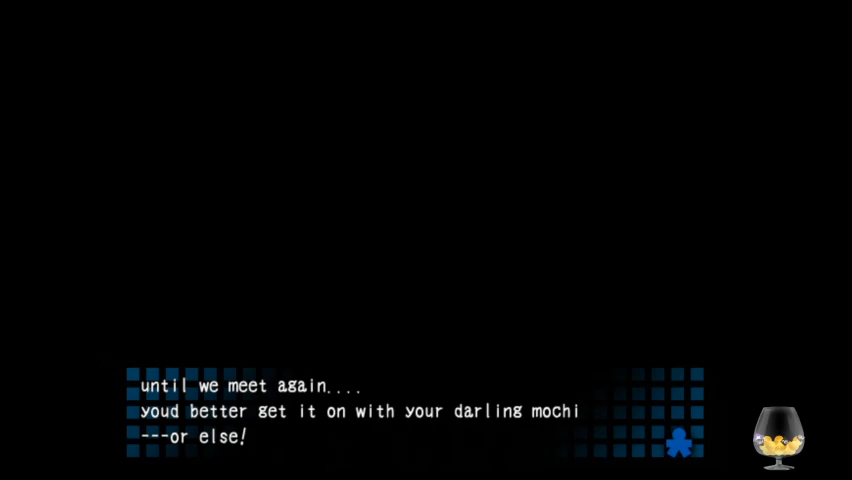 until we meet again....
youd better get it on with your darling mochi
---or else!